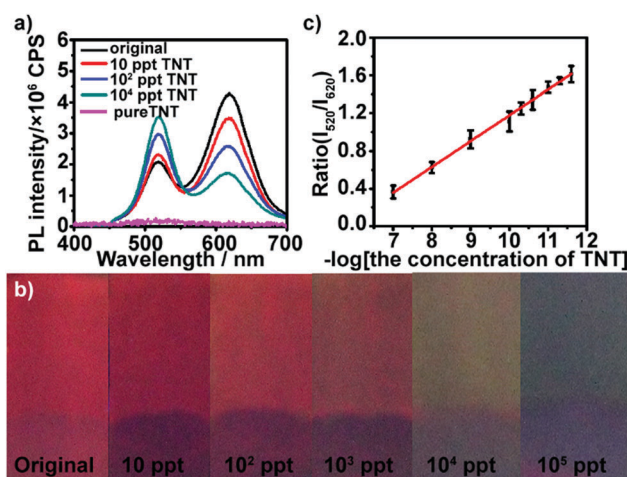 a)
PL intensity/×10⁶ CPS
6
5
4
3
2
1
0
original
10 ppt TNT
10² ppt TNT
10⁴ ppt TNT
pureTNT
400 500 600 700
Wavelength / nm
c)
Ratio(I₅₂₀/I₆₂₀)
2.0
1.6
1.2
0.8
0.4
0.0
7 8 9 10 11 12
-log[the concentration of TNT]
b)
Original 10 ppt 10² ppt 10³ ppt 10⁴ ppt 10⁵ ppt